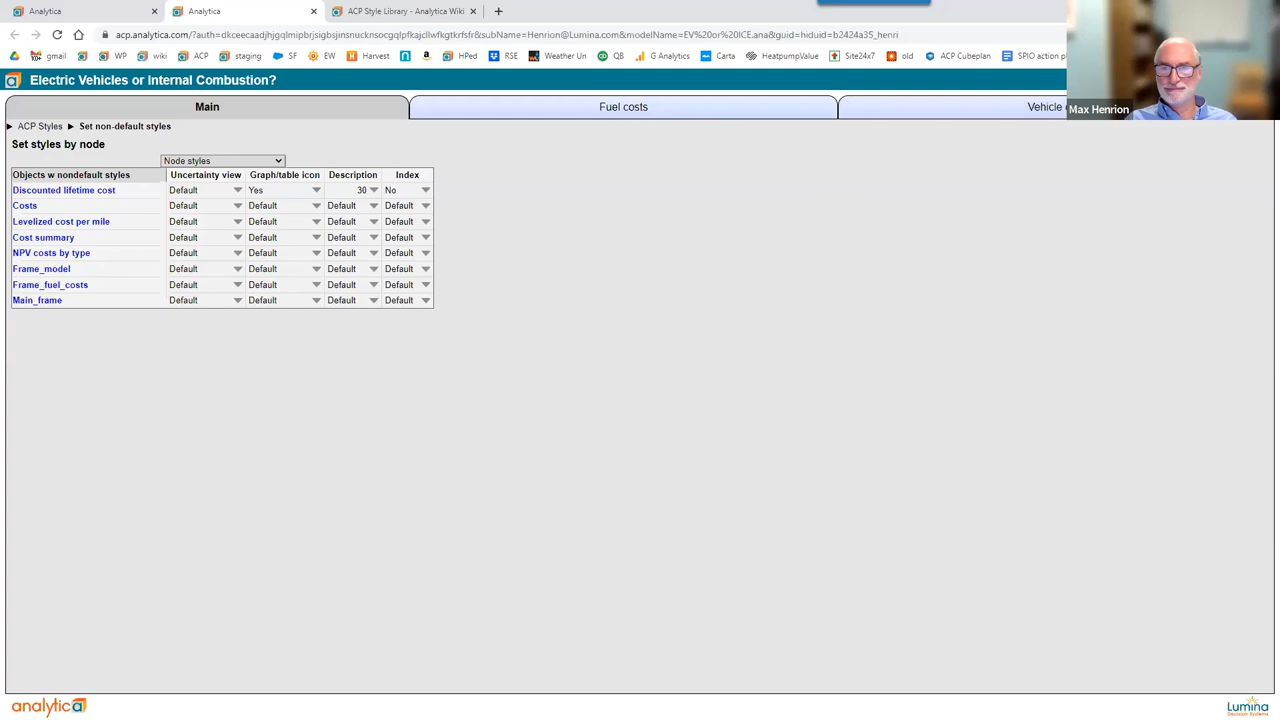 Analytica
Analytica
ACP Style Library - Analytica Wiki
acp.analytica.com/?auth=dkceecaadjhjgqlmipbrjsigbsjinsnucknsocgqlpfkajcllwfkgtkrfsfr&subName=Henrion@Lumina.com&modelName=EV%20or%20ICE.ana&guid=hiduid=b2424a35_henri
gmail
WP
wiki
ACP
staging
SF
EW
Harvest
HPed
RSE
Weather Un
QB
Carta
G Analytics
HeatpumpValue
Site24x7
old
ACP Cubeplan
SPIO action p
Electric Vehicles or Internal Combustion?
Max Henrion
Main
Fuel costs
Vehicle
ACP Styles
Set non-default styles
Set styles by node
Node styles
Objects w nondefault styles Uncertainty view Graph/table icon Description Index
Discounted lifetime cost Default Yes 30 No
Costs Default Default Default Default
Levelized cost per mile Default Default Default Default
Cost summary Default Default Default Default
NPV costs by type Default Default Default Default
Frame_model Default Default Default Default
Frame_fuel_costs Default Default Default Default
Main_frame Default Default Default Default
analytica
Lumina
Decision Systems